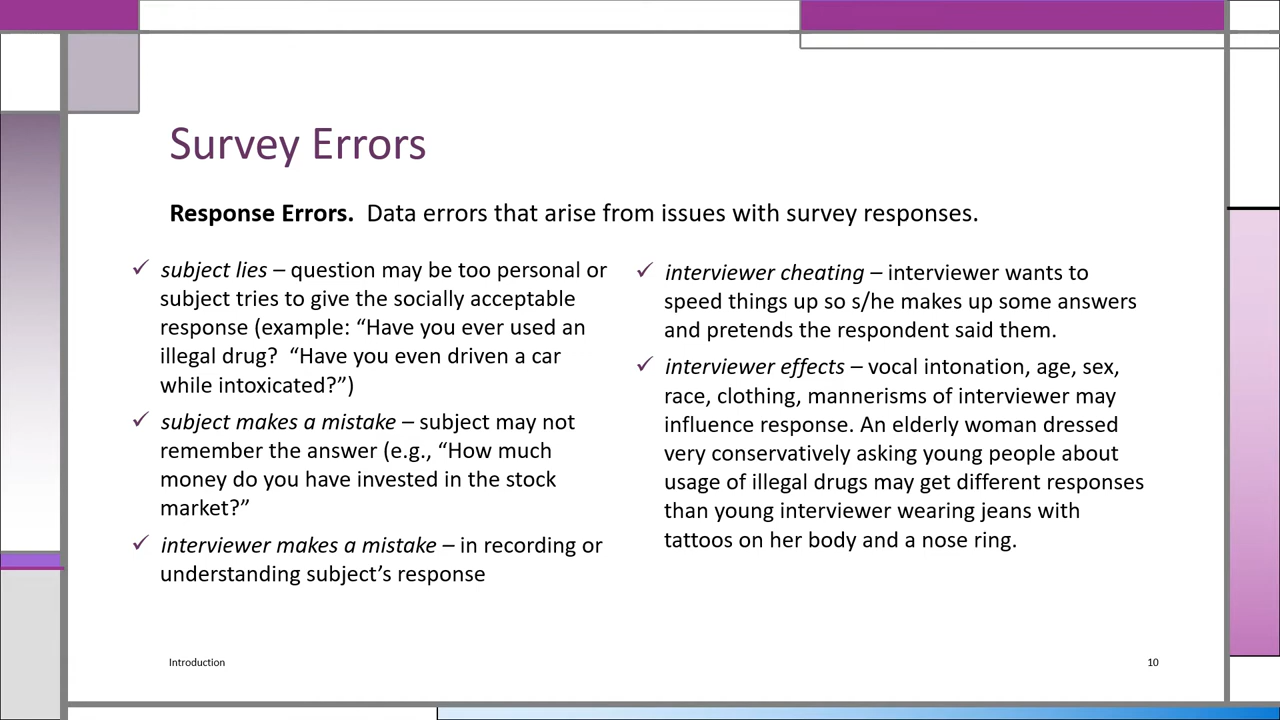 Survey Errors
Response Errors.  Data errors that arise from issues with survey responses.
✓ subject lies – question may be too personal or
subject tries to give the socially acceptable
response (example: “Have you ever used an
illegal drug?  “Have you even driven a car
while intoxicated?”)
✓ subject makes a mistake – subject may not
remember the answer (e.g., “How much
money do you have invested in the stock
market?”
✓ interviewer makes a mistake – in recording or
understanding subject’s response
✓ interviewer cheating – interviewer wants to
speed things up so s/he makes up some answers
and pretends the respondent said them.
✓ interviewer effects – vocal intonation, age, sex,
race, clothing, mannerisms of interviewer may
influence response. An elderly woman dressed
very conservatively asking young people about
usage of illegal drugs may get different responses
than young interviewer wearing jeans with
tattoos on her body and a nose ring.
Introduction
10